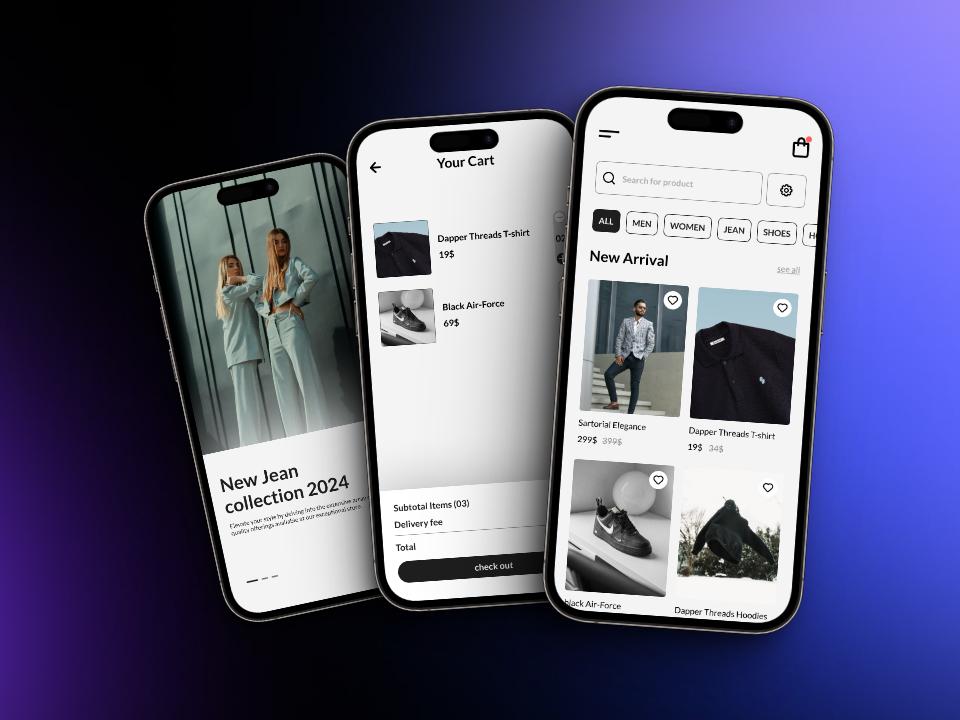 New Jean
collection 2024
Elevate your style by delving into the extensive array
quality offerings available at our exceptional store.
Your Cart
Dapper Threads T-shirt
19$
02
Black Air-Force
69$
Subtotal Items (03)
Delivery fee
Total
check out
Search for product
ALL
MEN
WOMEN
JEAN
SHOES
New Arrival
see all
Sartorial Elegance
299$ 399$
Dapper Threads T-shirt
19$ 34$
black Air-Force
Dapper Threads Hoodies